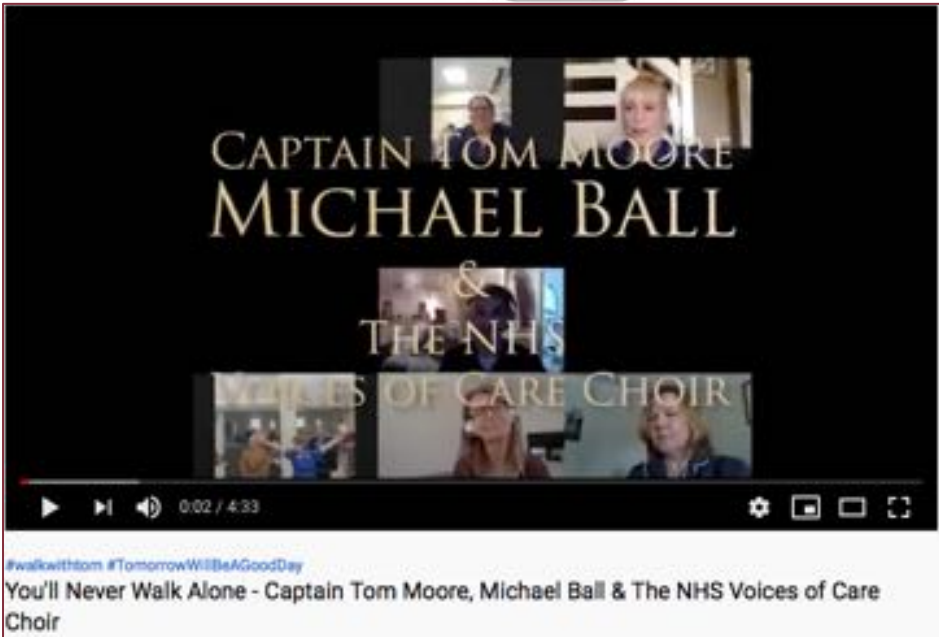 CAPTAIN TOM MOORE
MICHAEL BALL
&
THE NHS
VOICES OF CARE CHOIR
0:02 / 4:33
#walkwithtom #TomorrowWillBeAGoodDay
You'll Never Walk Alone - Captain Tom Moore, Michael Ball & The NHS Voices of Care
Choir